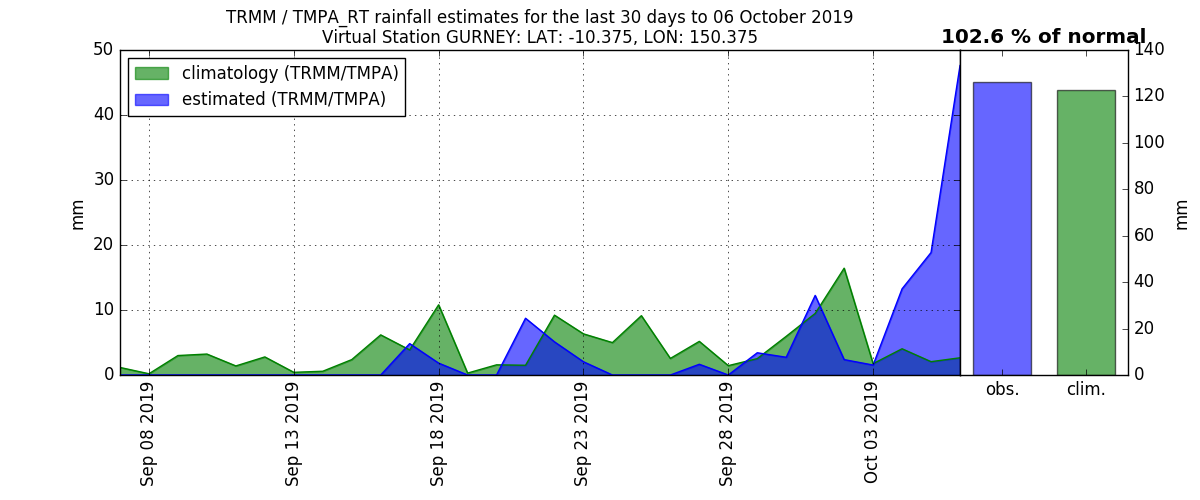 TRMM / TMPA_RT rainfall estimates for the last 30 days to 06 October 2019
Virtual Station GURNEY: LAT: -10.375, LON: 150.375
102.6 % of normal
climatology (TRMM/TMPA)
estimated (TRMM/TMPA)
50
40
30
20
10
0
mm
Sep 08 2019
Sep 13 2019
Sep 18 2019
Sep 23 2019
Sep 28 2019
Oct 03 2019
140
120
100
80
60
40
20
0
mm
obs.
clim.